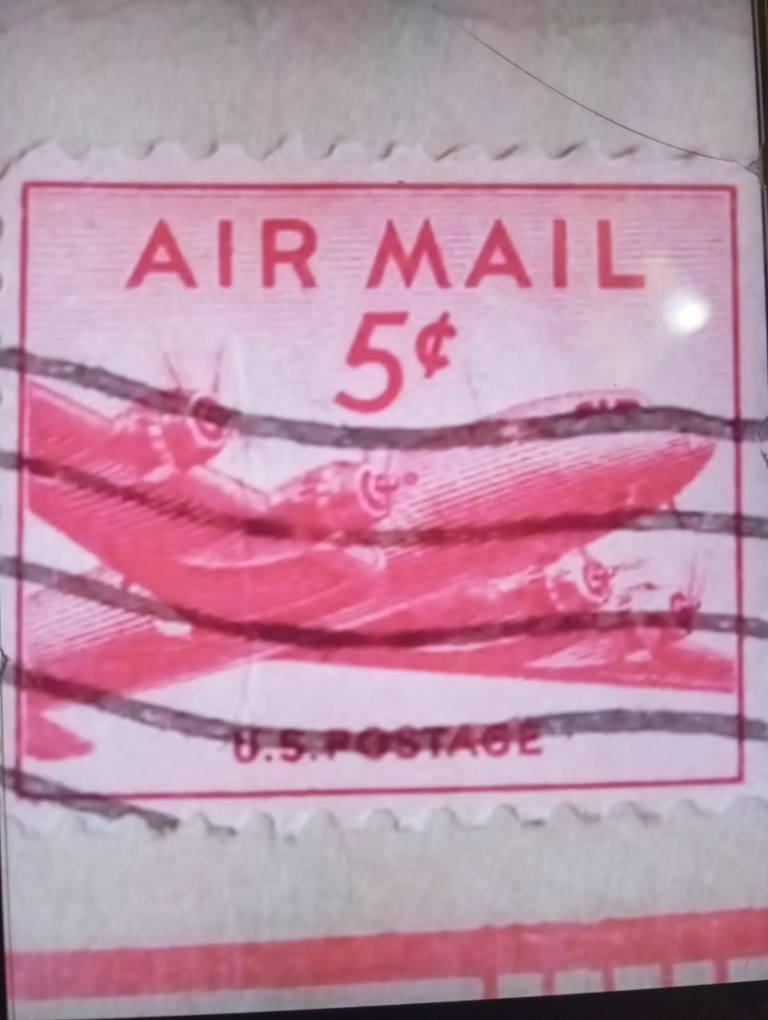 AIR MAIL
5¢
U.S. POSTAGE